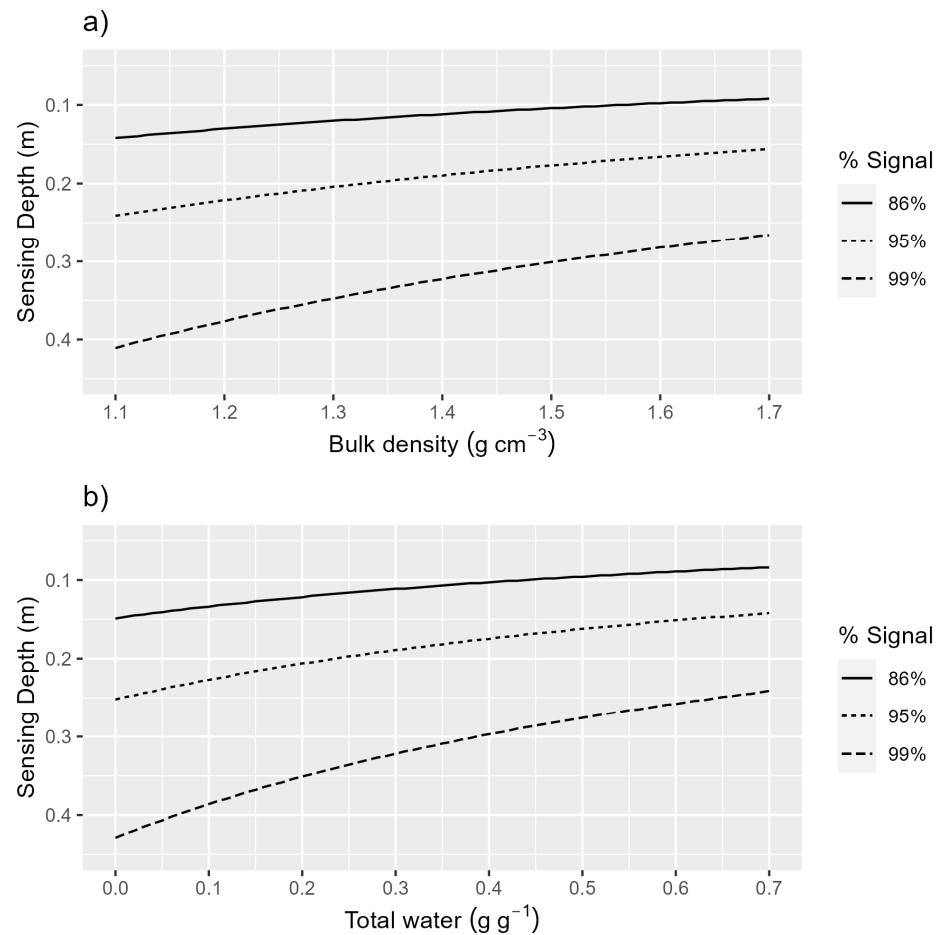 a)
Sensing Depth (m)
0.1
0.2
0.3
0.4
1.1 1.2 1.3 1.4 1.5 1.6 1.7
Bulk density (g cm⁻³)
% Signal
86%
95%
99%
b)
Sensing Depth (m)
0.1
0.2
0.3
0.4
0.0 0.1 0.2 0.3 0.4 0.5 0.6 0.7
Total water (g g⁻¹)
% Signal
86%
95%
99%